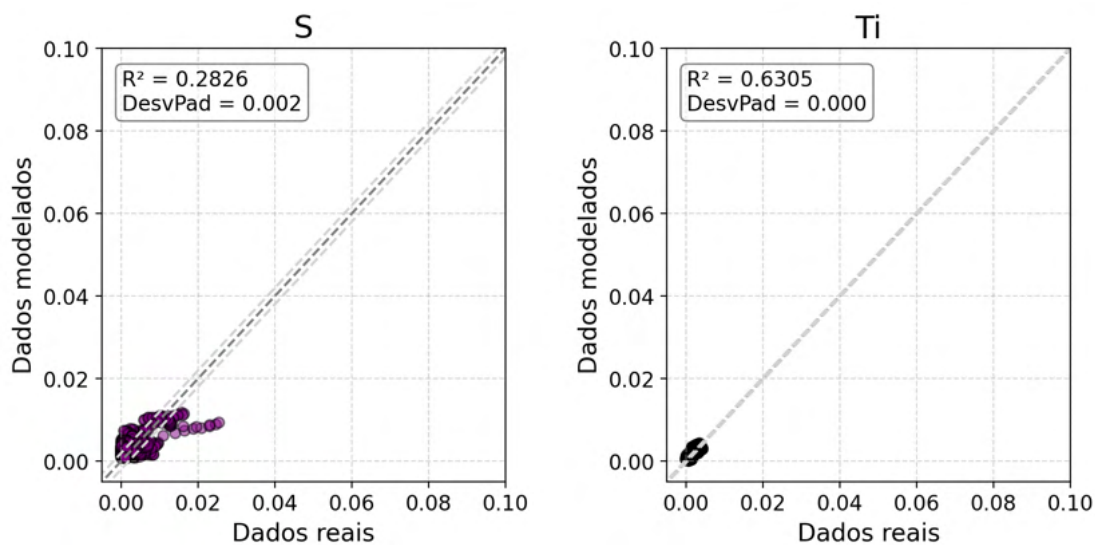 S
R² = 0.2826
DesvPad = 0.002
Dados modelados
0.10
0.08
0.06
0.04
0.02
0.00
0.00 0.02 0.04 0.06 0.08 0.10
Dados reais
Ti
R² = 0.6305
DesvPad = 0.000
Dados modelados
0.10
0.08
0.06
0.04
0.02
0.00
0.00 0.02 0.04 0.06 0.08 0.10
Dados reais